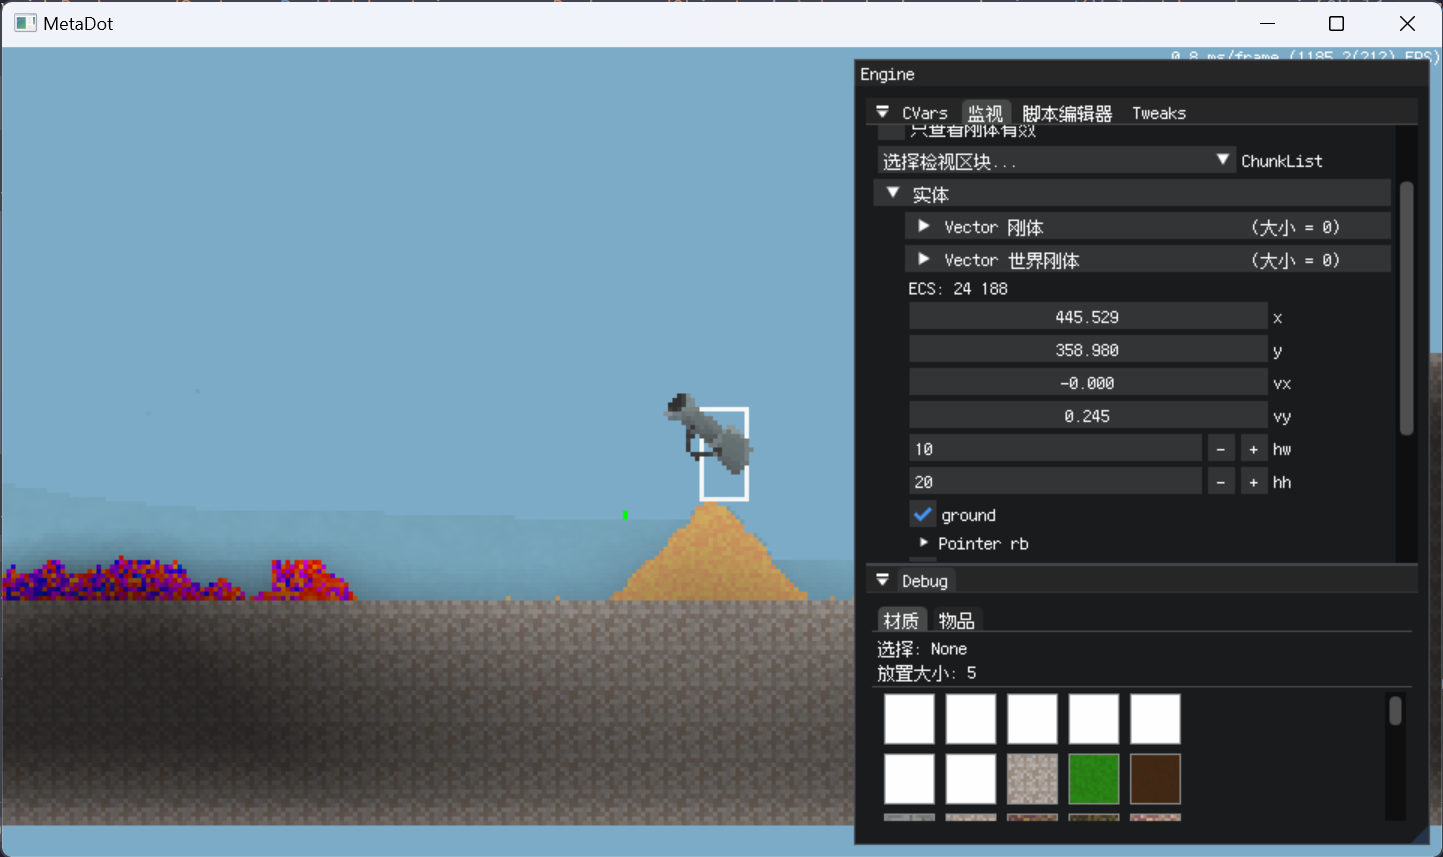 MetaDot
0.8 ms/frame (1185.2(212) FPS)
Engine
CVars 监视 脚本编辑器 Tweaks
只查看刚体有效
选择检视区块... ChunkList
实体
Vector 刚体 (大小 = 0)
Vector 世界刚体 (大小 = 0)
ECS: 24 188
445.529 x
358.980 y
-0.000 vx
0.245 vy
10 - + hw
20 - + hh
ground
Pointer rb
Debug
材质 物品
选择: None
放置大小: 5